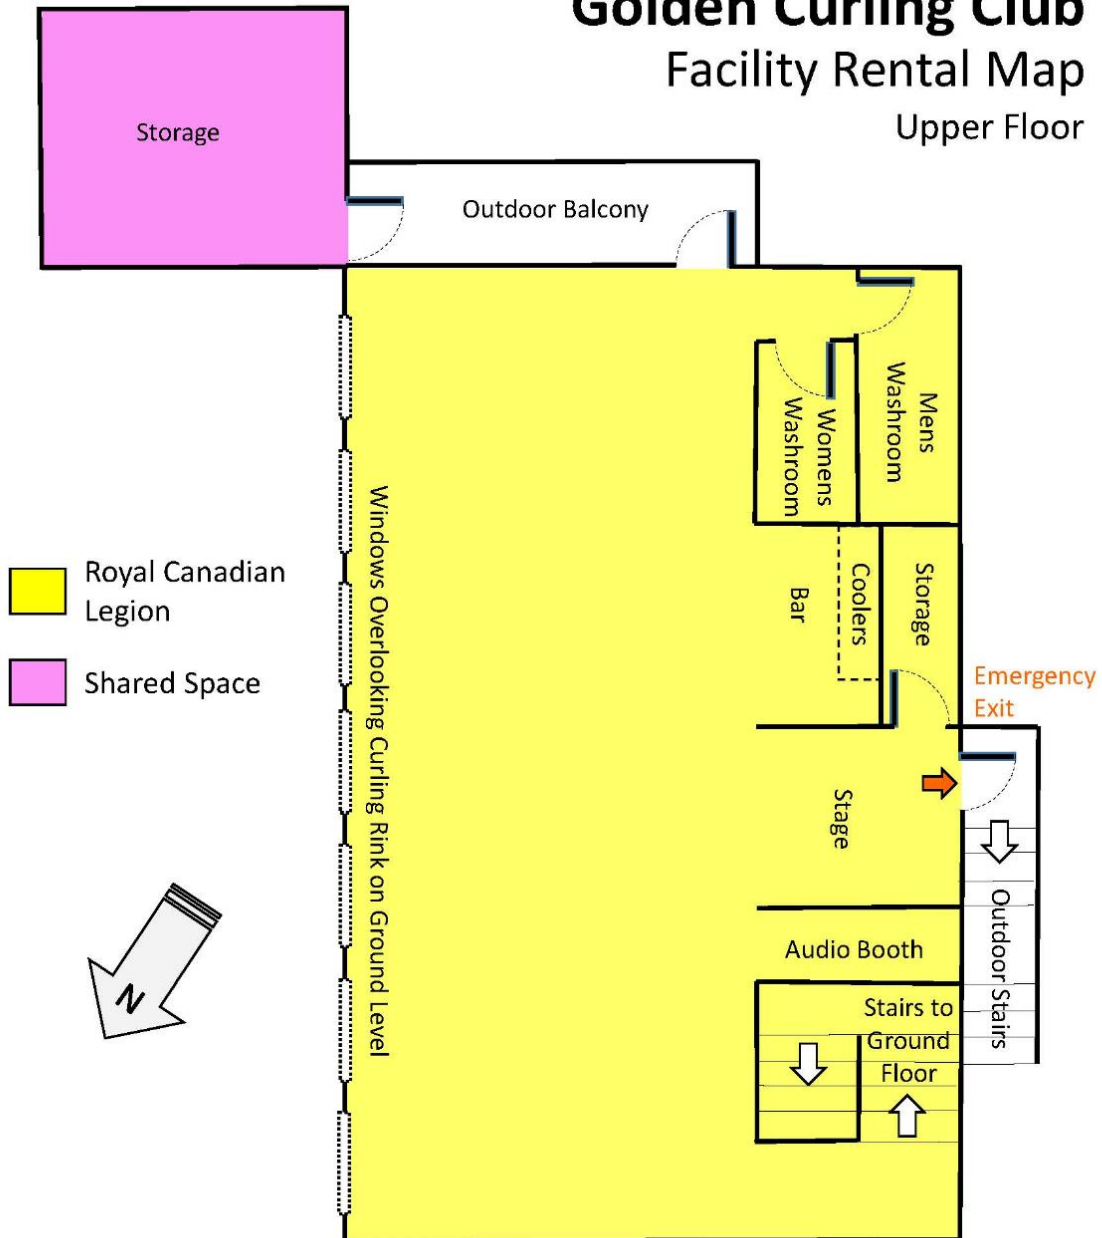 Golden Curling Club
Facility Rental Map
Upper Floor
Storage
Outdoor Balcony
Mens
Washroom
Womens
Washroom
Windows Overlooking Curling Rink on Ground Level
Bar
Coolers
Storage
Royal Canadian
Legion
Shared Space
Emergency
Exit
Stage
Outdoor Stairs
Audio Booth
Stairs to
Ground
Floor
N